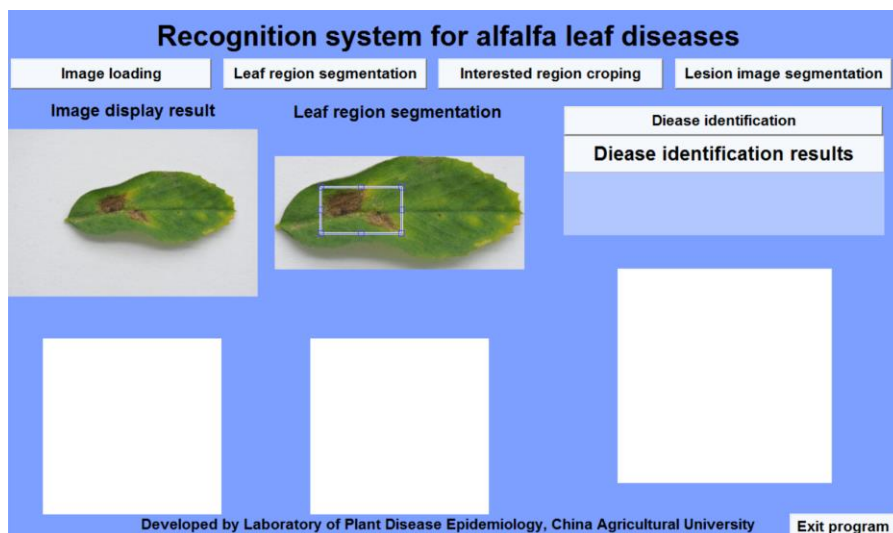 Recognition system for alfalfa leaf diseases
Image loading
Leaf region segmentation
Interested region croping
Lesion image segmentation
Image display result
Leaf region segmentation
Diease identification
Diease identification results
Developed by Laboratory of Plant Disease Epidemiology, China Agricultural University
Exit program